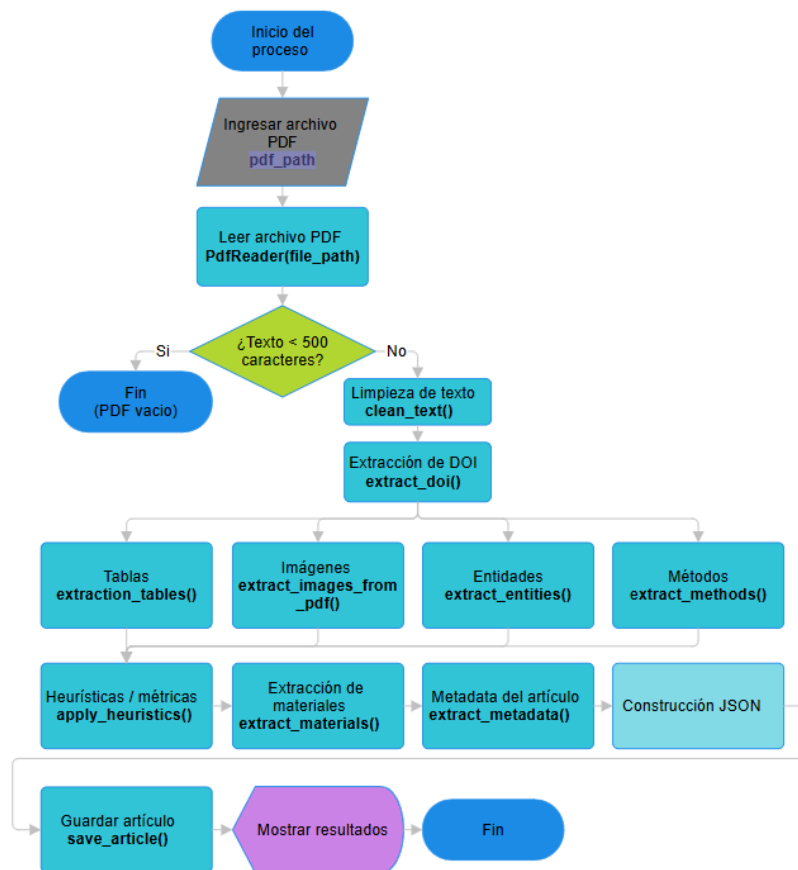 Inicio del
proceso
Ingresar archivo
PDF
pdf_path
Leer archivo PDF
PdfReader(file_path)
¿Texto < 500
caracteres?
Si
No
Fin
(PDF vacio)
Limpieza de texto
clean_text()
Extracción de DOI
extract_doi()
Tablas
extraction_tables()
Imágenes
extract_images_from
_pdf()
Entidades
extract_entities()
Métodos
extract_methods()
Heurísticas / métricas
apply_heuristics()
Extracción de
materiales
extract_materials()
Metadata del artículo
extract_metadata()
Construcción JSON
Guardar artículo
save_article()
Mostrar resultados
Fin